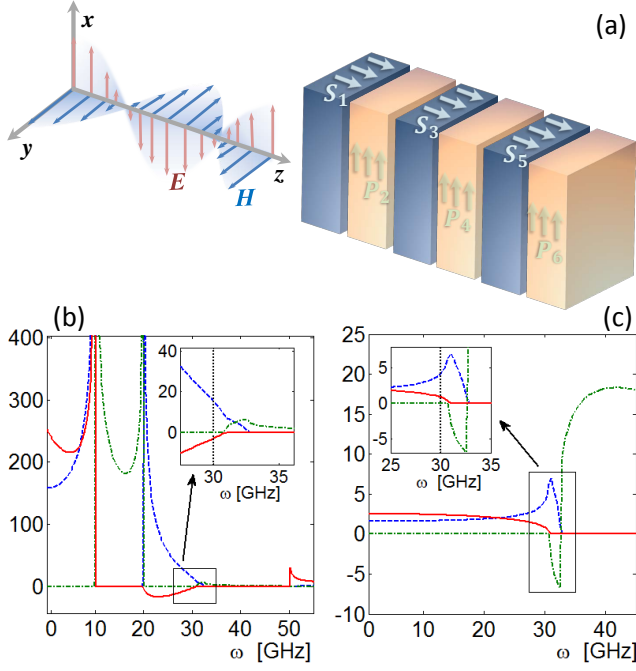 x
(a)
S1
S3
S5
y
E
H
z
P2
P4
P6
(b)
(c)
400
300
200
100
0
0 10 20 30 40 50
ω [GHz]
40
20
0
30 35
ω [GHz]
25
20
15
10
5
0
-5
-10
0 10 20 30 40
ω [GHz]
5
0
-5
25 30 35
ω [GHz]